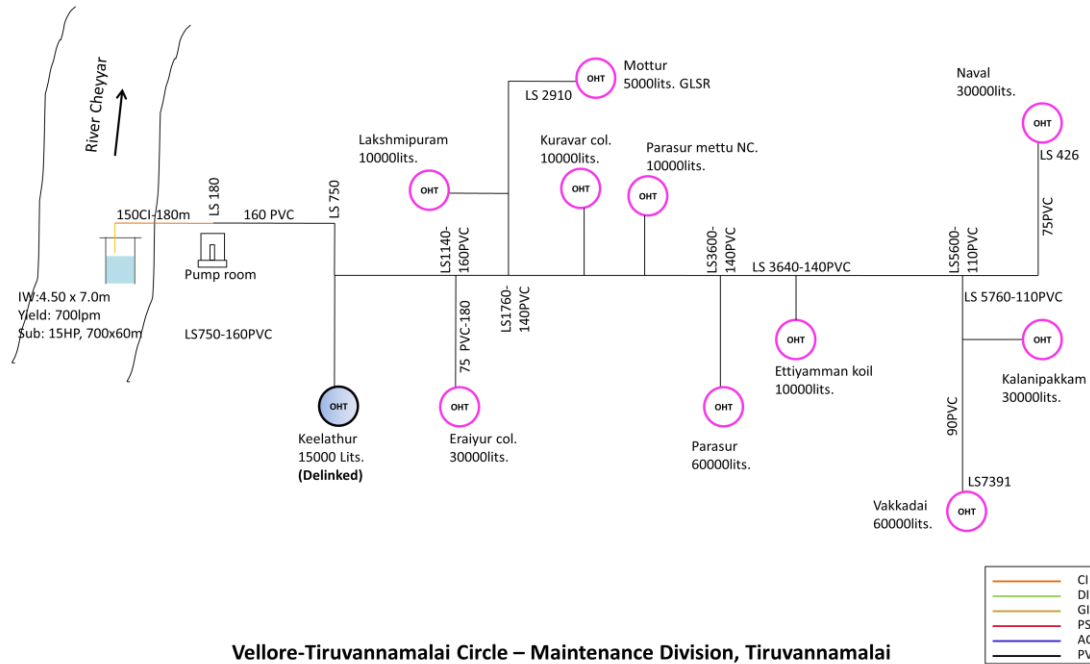 River Cheyyar
150CI-180m
LS 180
160 PVC
LS 750
Pump room
IW:4.50 x 7.0m
Yield: 700lpm
Sub: 15HP, 700x60m
LS750-160PVC
OHT
Keelathur
15000 Lits.
(Delinked)
LS1140-
160PVC
75 PVC-180
OHT
Eraiyur col.
30000lits.
Lakshmipuram
10000lits.
OHT
LS1760-
140PVC
LS 2910
OHT
Mottur
5000lits. GLSR
Kuravar col.
10000lits.
OHT
Parasur mettu NC.
10000lits.
OHT
LS3600-
140PVC
OHT
Parasur
60000lits.
LS 3640-140PVC
OHT
Ettiyamman koil
10000lits.
LS5600-
110PVC
Naval
30000lits.
OHT
LS 426
75PVC
LS 5760-110PVC
OHT
Kalanipakkam
30000lits.
90PVC
LS7391
Vakkadai
60000lits.
OHT
CI
DI
GI
PS
AC
PV
Vellore-Tiruvannamalai Circle – Maintenance Division, Tiruvannamalai